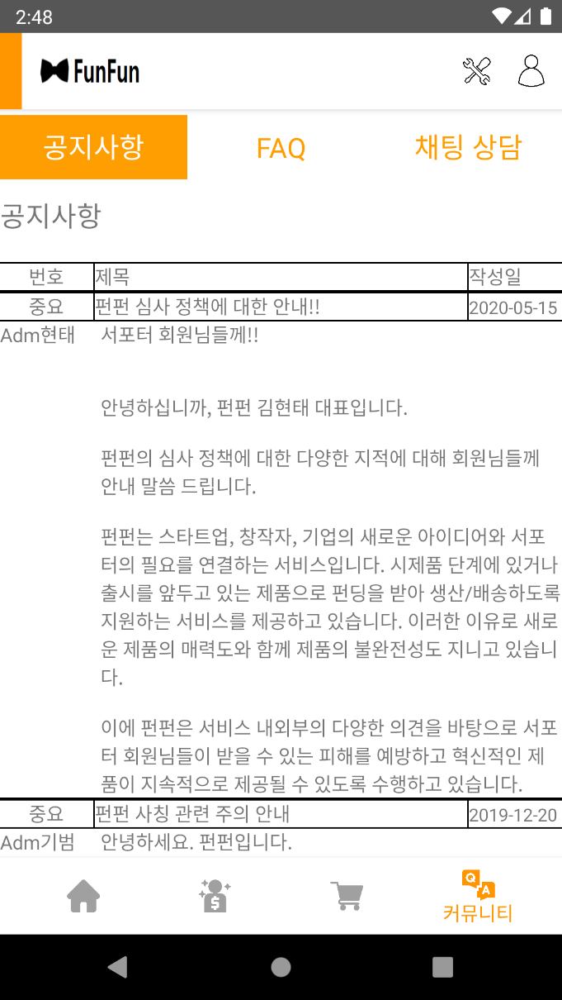 2:48
FunFun
공지사항 FAQ 채팅 상담
공지사항
번호 제목 작성일
중요 펀펀 심사 정책에 대한 안내!! 2020-05-15
Adm현태 서포터 회원님들께!!
안녕하십니까, 펀펀 김현태 대표입니다.
펀펀의 심사 정책에 대한 다양한 지적에 대해 회원님들께
안내 말씀 드립니다.
펀펀는 스타트업, 창작자, 기업의 새로운 아이디어와 서포
터의 필요를 연결하는 서비스입니다. 시제품 단계에 있거나
출시를 앞두고 있는 제품으로 펀딩을 받아 생산/배송하도록
지원하는 서비스를 제공하고 있습니다. 이러한 이유로 새로
운 제품의 매력도와 함께 제품의 불완전성도 지니고 있습니
다.
이에 펀펀은 서비스 내외부의 다양한 의견을 바탕으로 서포
터 회원님들이 받을 수 있는 피해를 예방하고 혁신적인 제
품이 지속적으로 제공될 수 있도록 수행하고 있습니다.
중요 펀펀 사칭 관련 주의 안내 2019-12-20
Adm기범 안녕하세요. 펀펀입니다.
Q A
커뮤니티